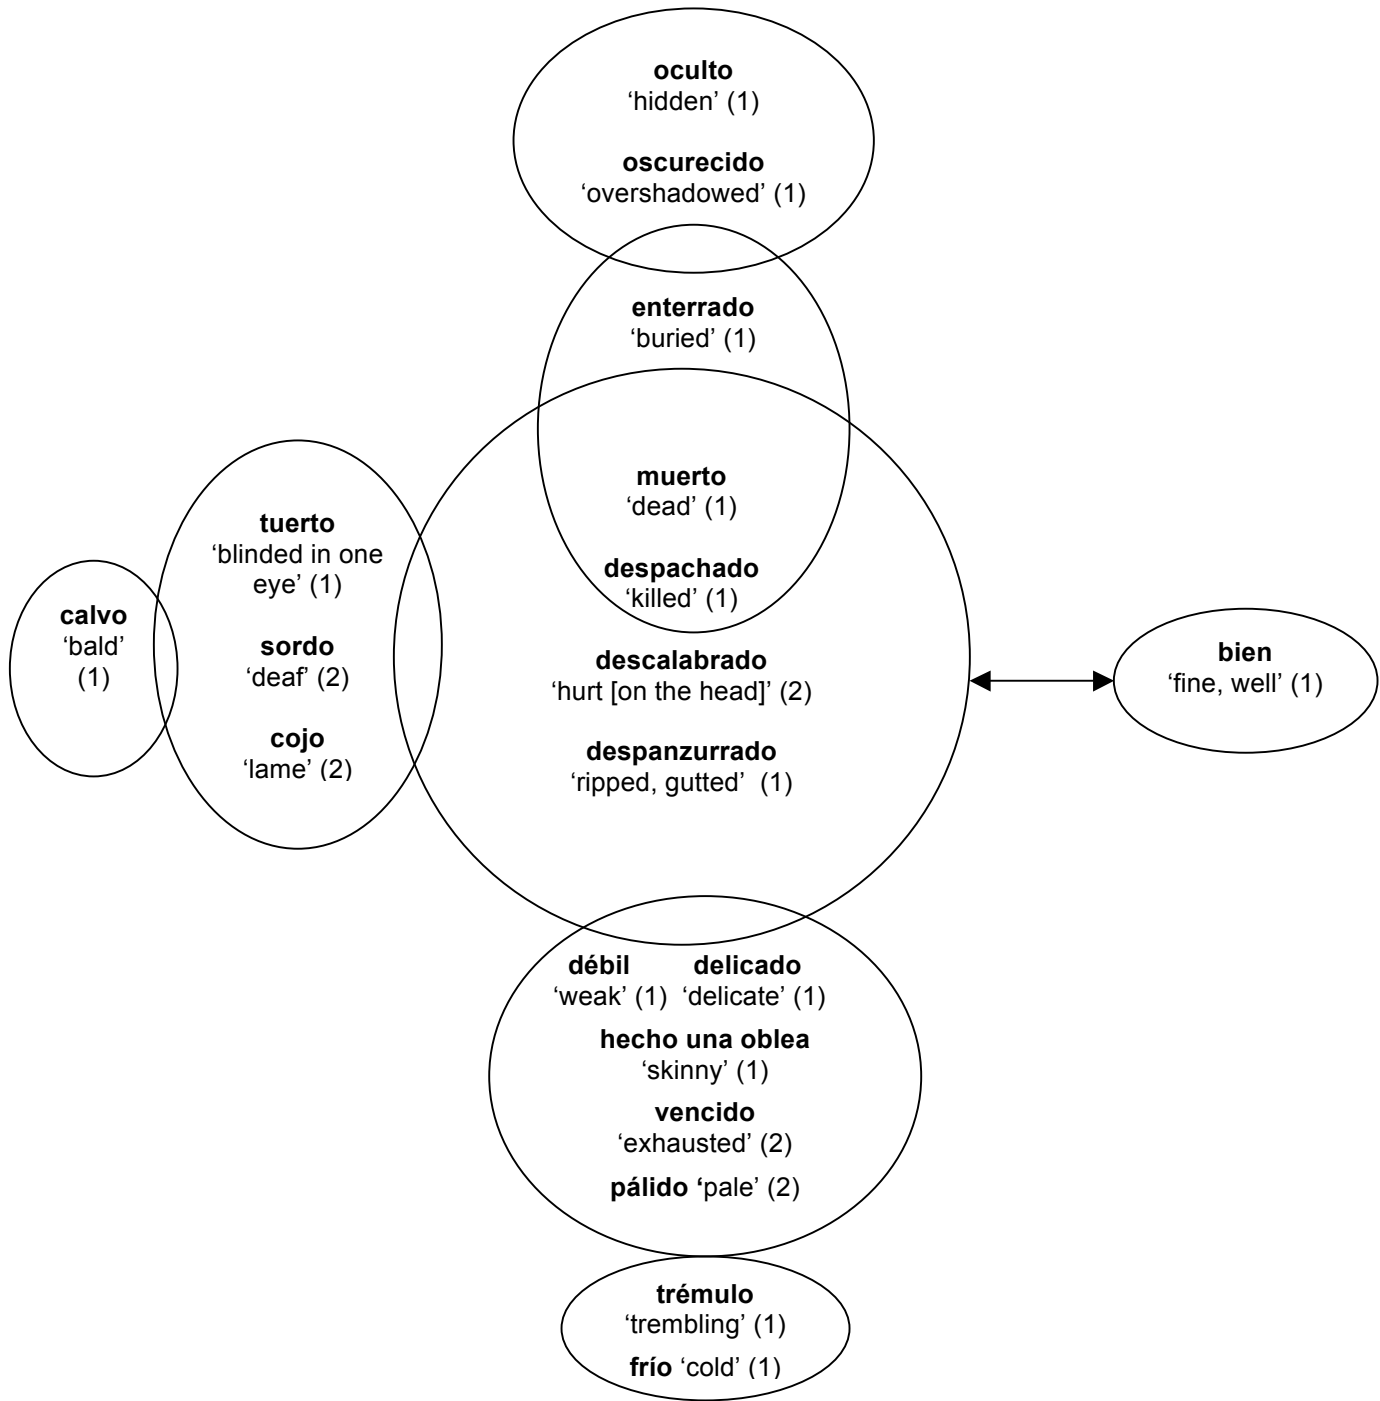 oculto
‘hidden’ (1)
oscurecido
‘overshadowed’ (1)
enterrado
‘buried’ (1)
muerto
‘dead’ (1)
despachado
‘killed’ (1)
descalabrado
‘hurt [on the head]’ (2)
despanzurrado
‘ripped, gutted’ (1)
tuerto
‘blinded in one
eye’ (1)
sordo
‘deaf’ (2)
cojo
‘lame’ (2)
calvo
‘bald’
(1)
bien
‘fine, well’ (1)
débil delicado
‘weak’ (1) ‘delicate’ (1)
hecho una oblea
‘skinny’ (1)
vencido
‘exhausted’ (2)
pálido ‘pale’ (2)
trémulo
‘trembling’ (1)
frío ‘cold’ (1)